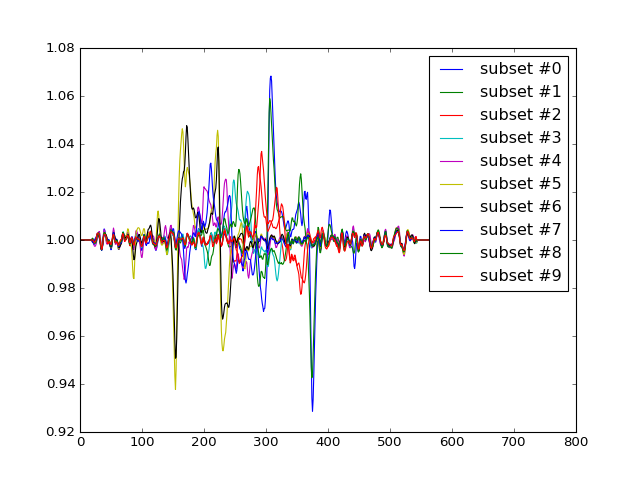 1.08
1.06
1.04
1.02
1.00
0.98
0.96
0.94
0.92
0 100 200 300 400 500 600 700 800
subset #0
subset #1
subset #2
subset #3
subset #4
subset #5
subset #6
subset #7
subset #8
subset #9